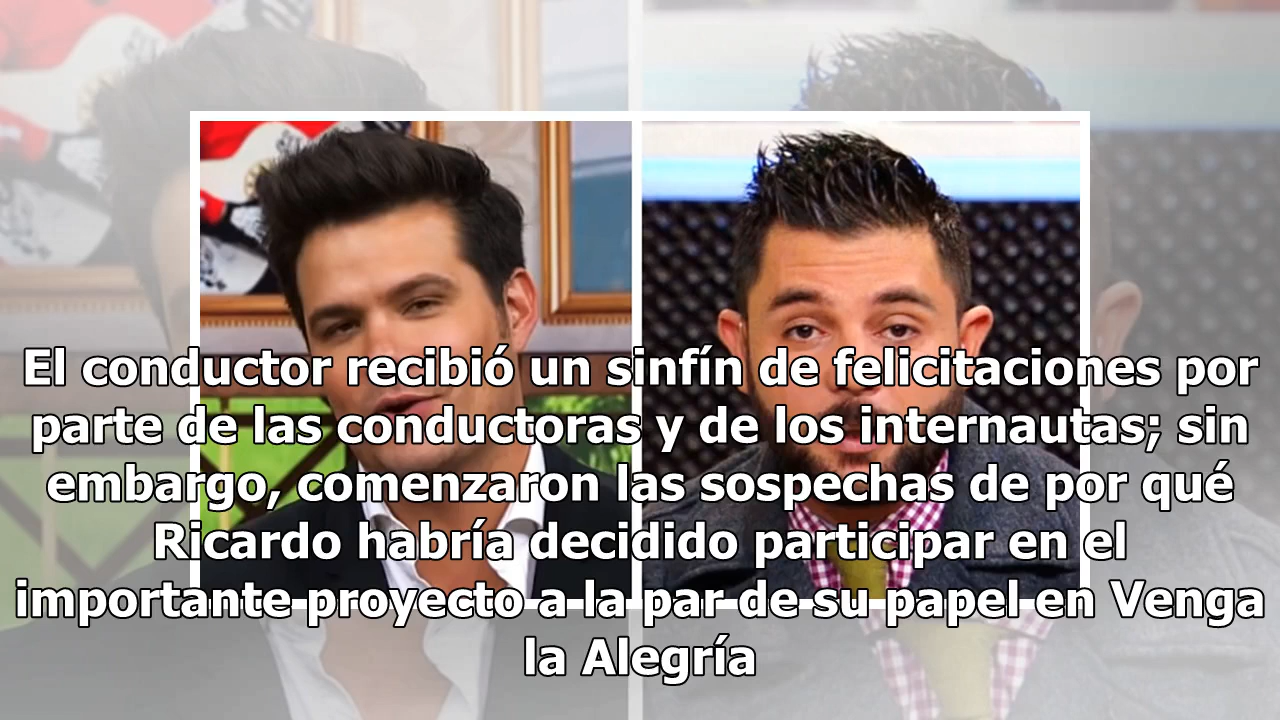 El conductor recibió un sinfín de felicitaciones por
parte de las conductoras y de los internautas; sin
embargo, comenzaron las sospechas de por qué
Ricardo habría decidido participar en el
importante proyecto a la par de su papel en Venga
la Alegría